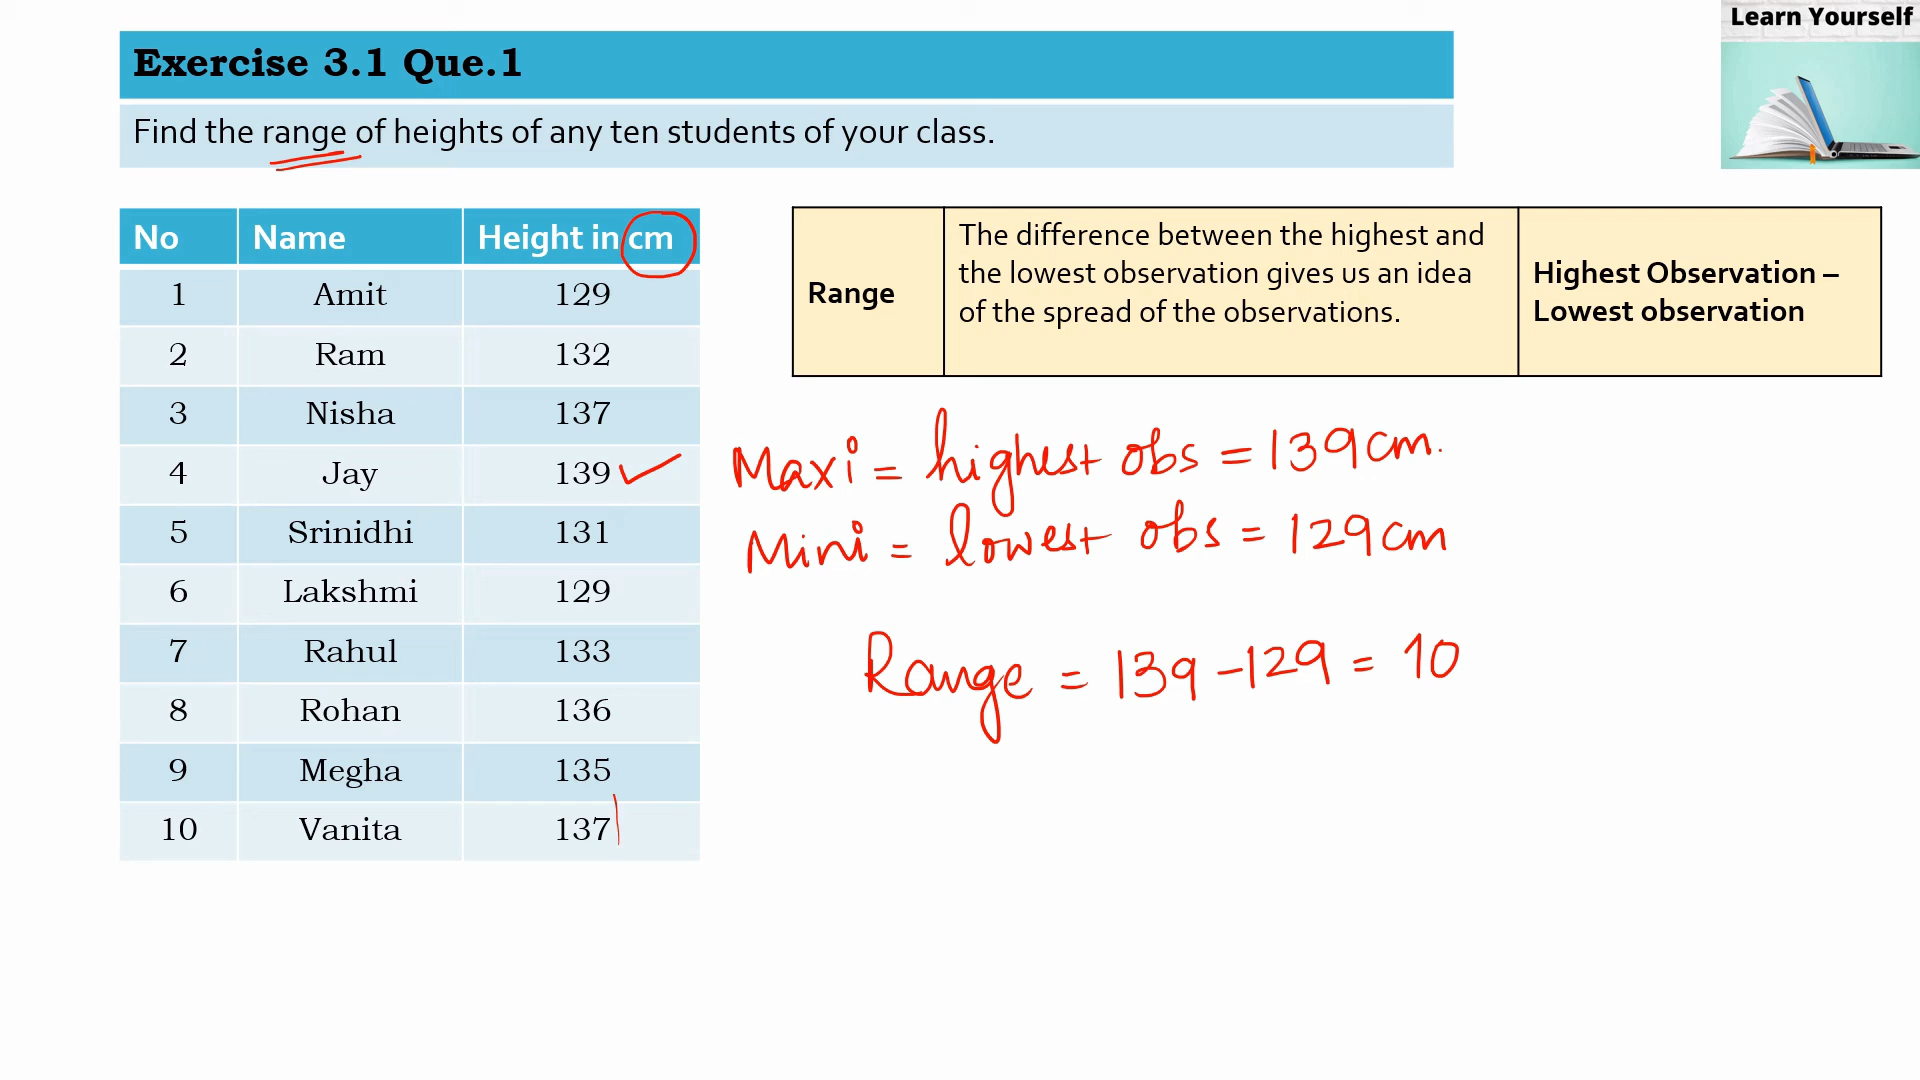 Learn Yourself
Exercise 3.1 Que.1
Find the range of heights of any ten students of your class.
No Name Height in cm
1 Amit 129
2 Ram 132
3 Nisha 137
4 Jay 139
5 Srinidhi 131
6 Lakshmi 129
7 Rahul 133
8 Rohan 136
9 Megha 135
10 Vanita 137
Range
The difference between the highest and
the lowest observation gives us an idea
of the spread of the observations.
Highest Observation –
Lowest observation
Maxi = highest obs = 139cm.
Mini = lowest obs = 129cm
Range = 139 - 129 = 10